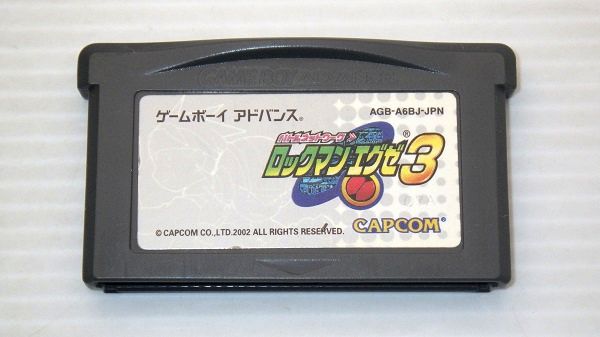 GAME BOY ADVANCE
ゲームボーイ アドバンス®
AGB-A6BJ-JPN
バトルネットワーク
ロックマンエグゼ3®
© CAPCOM CO.,LTD.2002 ALL RIGHTS RESERVED.
CAPCOM